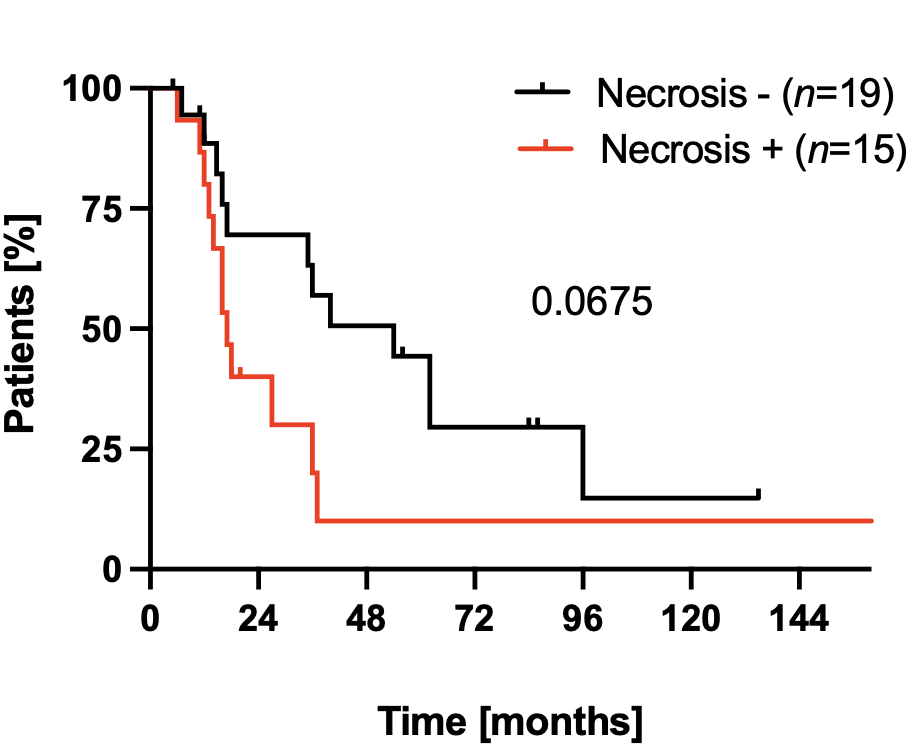 Necrosis - (n=19)
Necrosis + (n=15)
0.0675
Patients [%]
100
75
50
25
0
0 24 48 72 96 120 144
Time [months]